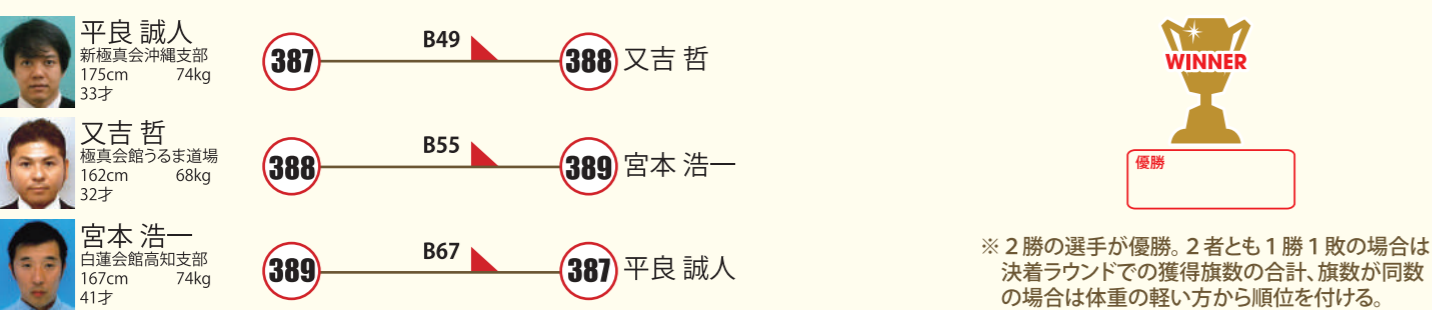 平良 誠人
新極真会沖縄支部
175cm 74kg
33才
387 B49 388 又吉 哲
又吉 哲
極真会館うるま道場
162cm 68kg
32才
388 B55 389 宮本 浩一
宮本 浩一
白蓮会館高知支部
167cm 74kg
41才
389 B67 387 平良 誠人
WINNER
優勝
※２勝の選手が優勝。２者とも１勝１敗の場合は
決着ラウンドでの獲得旗数の合計、旗数が同数
の場合は体重の軽い方から順位を付ける。